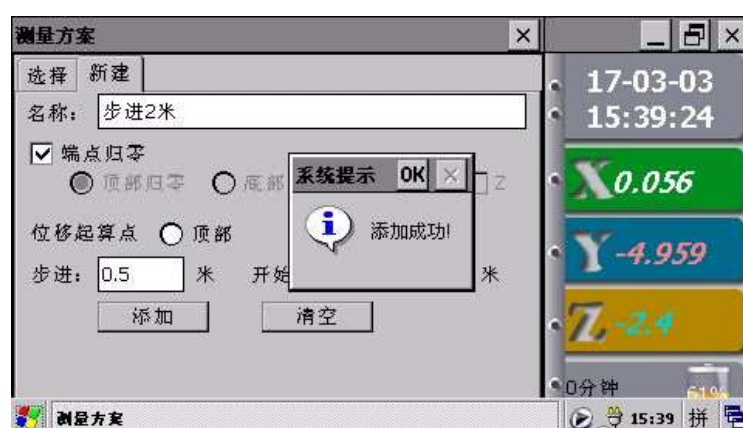 测量方案
选择 新建
名称： 步进2米
端点归零
顶部归零 底部 Z
位移起算点 顶部
步进： 0.5 米 开始 米
添加 清空
系统提示 OK
添加成功!
17-03-03
15:39:24
X 0.056
Y -4.959
Z -2.4
0分钟 61%
测量方案 15:39 拼